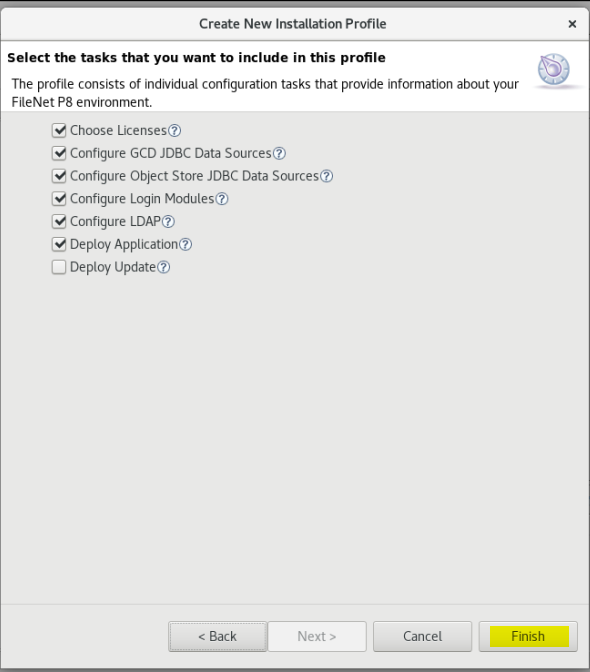 Create New Installation Profile
×
Select the tasks that you want to include in this profile
The profile consists of individual configuration tasks that provide information about your
FileNet P8 environment.
Choose Licenses?
Configure GCD JDBC Data Sources?
Configure Object Store JDBC Data Sources?
Configure Login Modules?
Configure LDAP?
Deploy Application?
Deploy Update?
< Back Next > Cancel Finish